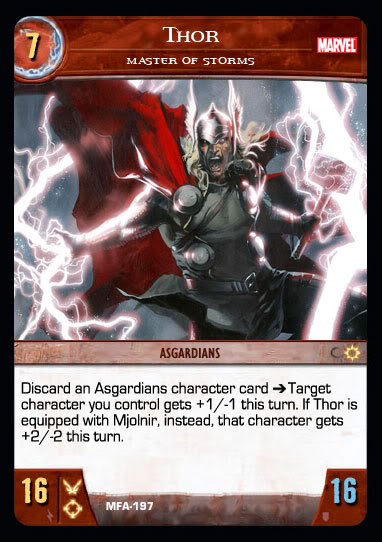 7
THOR
MASTER OF STORMS
MARVEL
ASGARDIANS
C
Discard an Asgardians character card ➔ Target
character you control gets +1/-1 this turn. If Thor is
equipped with Mjolnir, instead, that character gets
+2/-2 this turn.
16
MFA-197
16